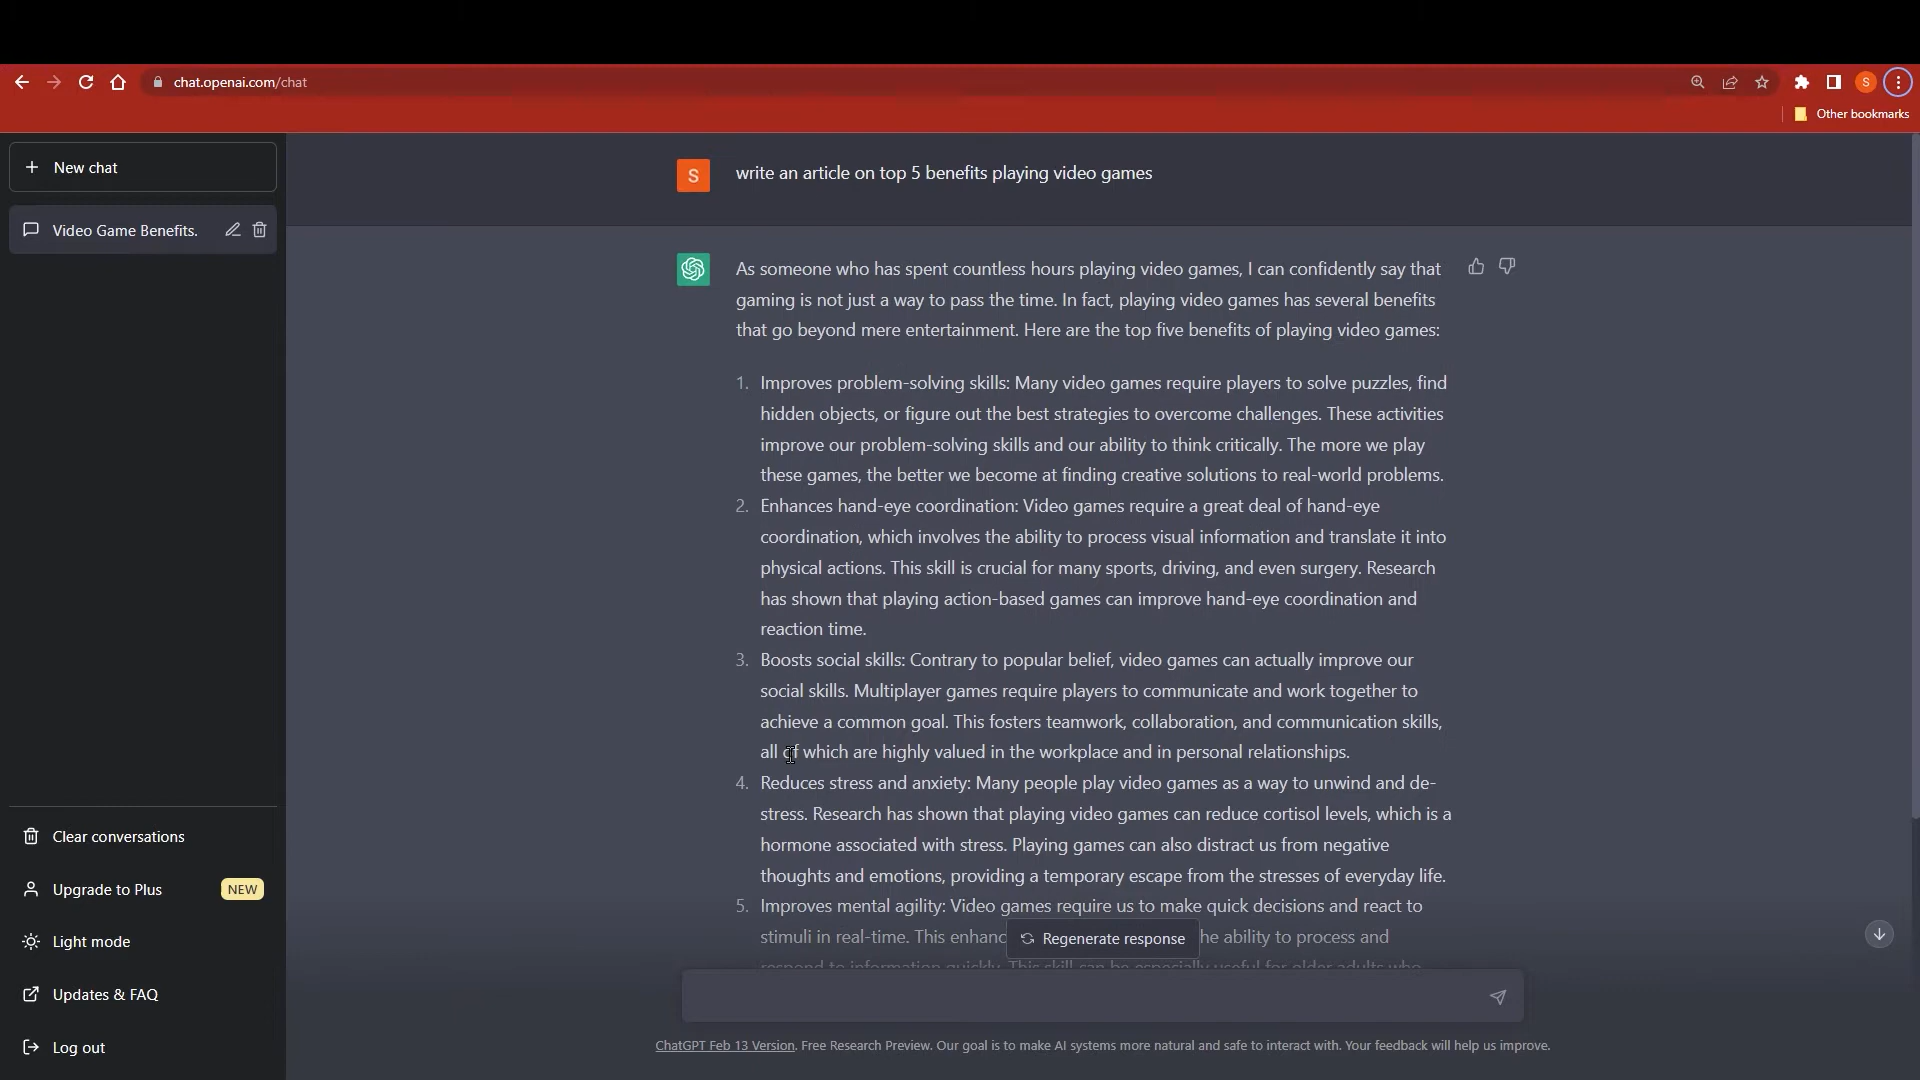 chat.openai.com/chat
S
Other bookmarks
New chat
Video Game Benefits.
S
write an article on top 5 benefits playing video games
As someone who has spent countless hours playing video games, I can confidently say that
gaming is not just a way to pass the time. In fact, playing video games has several benefits
that go beyond mere entertainment. Here are the top five benefits of playing video games:
1. Improves problem-solving skills: Many video games require players to solve puzzles, find
hidden objects, or figure out the best strategies to overcome challenges. These activities
improve our problem-solving skills and our ability to think critically. The more we play
these games, the better we become at finding creative solutions to real-world problems.
2. Enhances hand-eye coordination: Video games require a great deal of hand-eye
coordination, which involves the ability to process visual information and translate it into
physical actions. This skill is crucial for many sports, driving, and even surgery. Research
has shown that playing action-based games can improve hand-eye coordination and
reaction time.
3. Boosts social skills: Contrary to popular belief, video games can actually improve our
social skills. Multiplayer games require players to communicate and work together to
achieve a common goal. This fosters teamwork, collaboration, and communication skills,
all of which are highly valued in the workplace and in personal relationships.
4. Reduces stress and anxiety: Many people play video games as a way to unwind and de-
stress. Research has shown that playing video games can reduce cortisol levels, which is a
hormone associated with stress. Playing games can also distract us from negative
thoughts and emotions, providing a temporary escape from the stresses of everyday life.
5. Improves mental agility: Video games require us to make quick decisions and react to
stimuli in real-time. This enhanc he ability to process and
respond to information quickly. This skill can be especially useful for older adults who
Regenerate response
ChatGPT Feb 13 Version. Free Research Preview. Our goal is to make AI systems more natural and safe to interact with. Your feedback will help us improve.
Clear conversations
Upgrade to Plus NEW
Light mode
Updates & FAQ
Log out